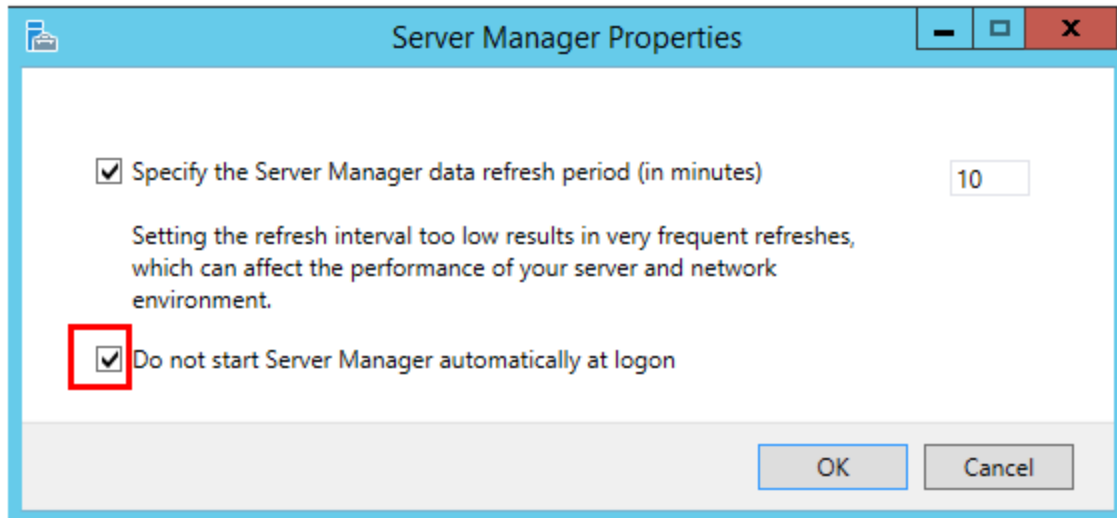 Server Manager Properties
Specify the Server Manager data refresh period (in minutes) 10
Setting the refresh interval too low results in very frequent refreshes,
which can affect the performance of your server and network
environment.
Do not start Server Manager automatically at logon
OK Cancel